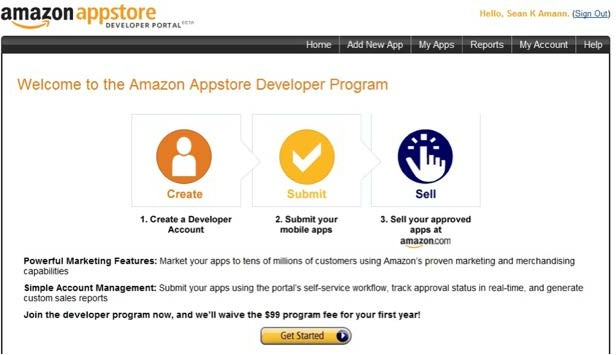 amazon appstore
DEVELOPER PORTAL BETA
Hello, Sean K Amann. (Sign Out)
Home Add New App My Apps Reports My Account Help
Welcome to the Amazon Appstore Developer Program
Create Submit Sell
1. Create a Developer
Account
2. Submit your
mobile apps
3. Sell your approved
apps at
amazon.com
Powerful Marketing Features: Market your apps to tens of millions of customers using Amazon's proven marketing and merchandising
capabilities
Simple Account Management: Submit your apps using the portal's self-service workflow, track approval status in real-time, and generate
custom sales reports
Join the developer program now, and we'll waive the $99 program fee for your first year!
Get Started